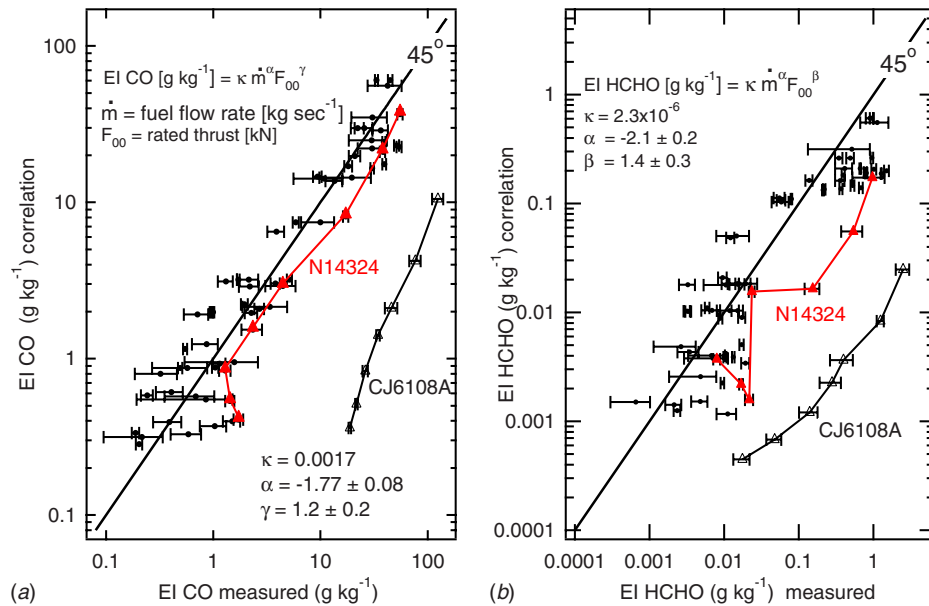 100
10
1
0.1
EI CO (g kg⁻¹) correlation
45°
EI CO [g kg⁻¹] = κ ṁ^α F₀₀^γ
ṁ = fuel flow rate [kg sec⁻¹]
F₀₀ = rated thrust [kN]
N14324
CJ6108A
κ = 0.0017
α = -1.77 ± 0.08
γ = 1.2 ± 0.2
0.1 1 10 100
(a) EI CO measured (g kg⁻¹)
1
0.1
0.01
0.001
0.0001
EI HCHO (g kg⁻¹) correlation
45°
EI HCHO [g kg⁻¹] = κ ṁ^α F₀₀^β
κ = 2.3x10⁻⁶
α = -2.1 ± 0.2
β = 1.4 ± 0.3
N14324
CJ6108A
0.0001 0.001 0.01 0.1 1
(b) EI HCHO (g kg⁻¹) measured